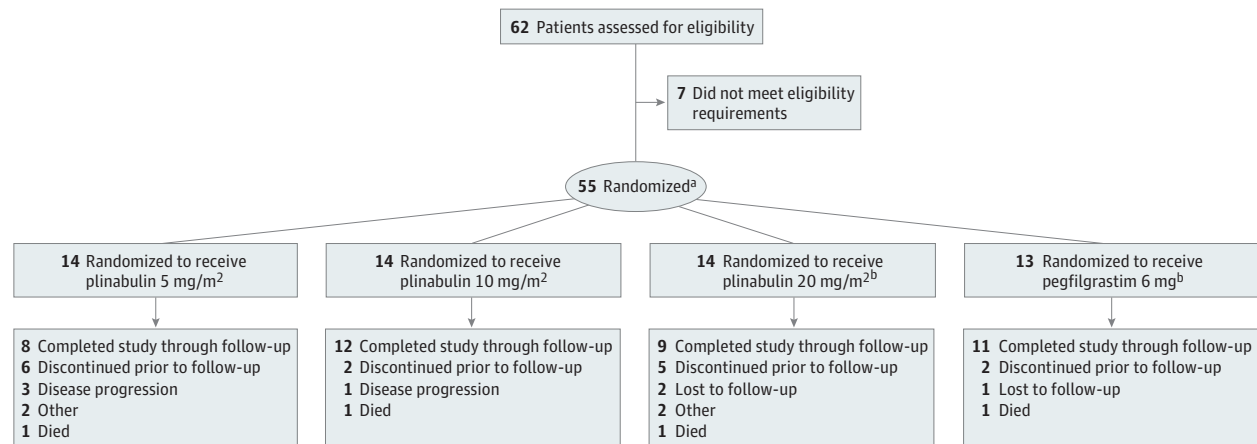 62 Patients assessed for eligibility
7 Did not meet eligibility
requirements
55 Randomizedᵃ
14 Randomized to receive
plinabulin 5 mg/m²
14 Randomized to receive
plinabulin 10 mg/m²
14 Randomized to receive
plinabulin 20 mg/m²ᵇ
13 Randomized to receive
pegfilgrastim 6 mgᵇ
8 Completed study through follow-up
6 Discontinued prior to follow-up
3 Disease progression
2 Other
1 Died
12 Completed study through follow-up
2 Discontinued prior to follow-up
1 Disease progression
1 Died
9 Completed study through follow-up
5 Discontinued prior to follow-up
2 Lost to follow-up
2 Other
1 Died
11 Completed study through follow-up
2 Discontinued prior to follow-up
1 Lost to follow-up
1 Died